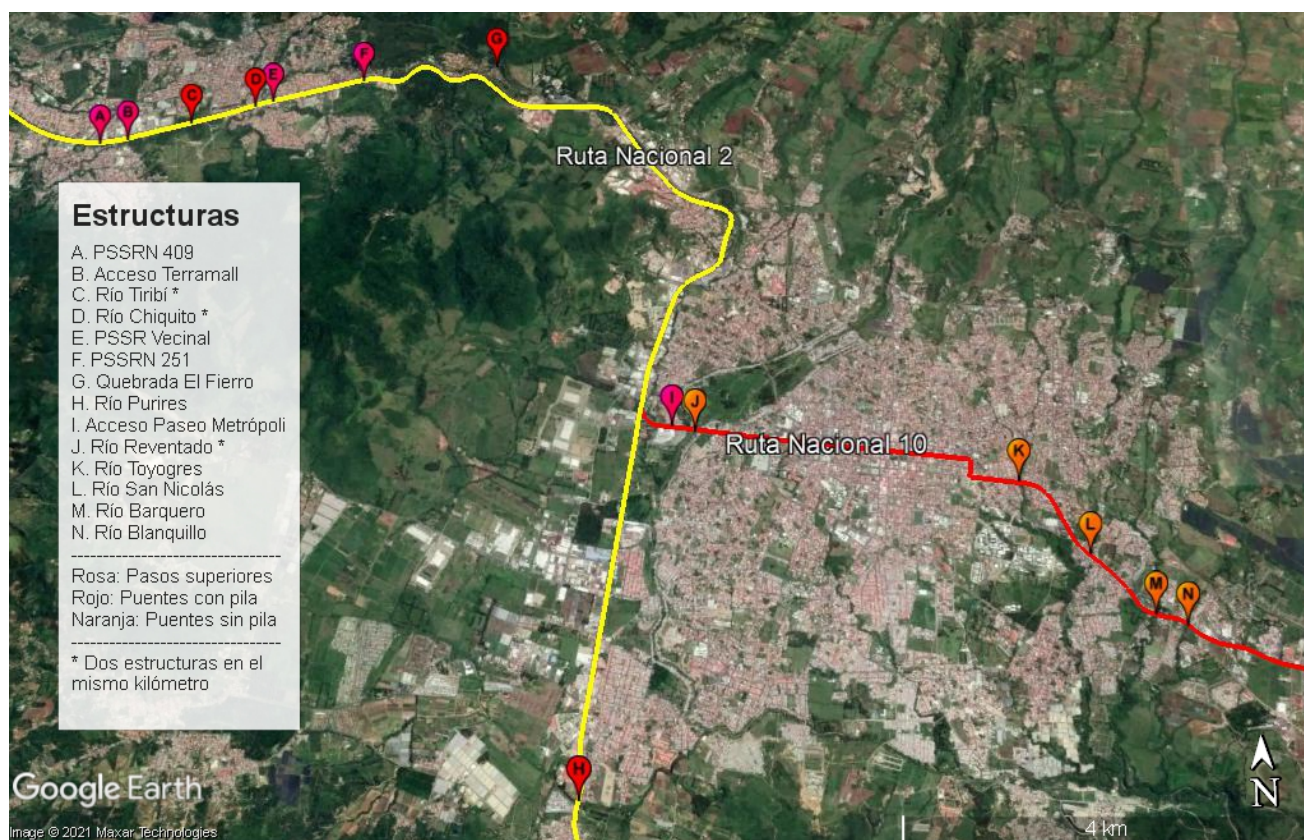 A
B
C
D
E
F
G
Ruta Nacional 2
Estructuras
A. PSSRN 409
B. Acceso Terramall
C. Río Tiribí *
D. Río Chiquito *
E. PSSR Vecinal
F. PSSRN 251
G. Quebrada El Fierro
H. Río Purires
I. Acceso Paseo Metrópoli
J. Río Reventado *
K. Río Toyogres
L. Río San Nicolás
M. Río Barquero
N. Río Blanquillo
------------------------------
Rosa: Pasos superiores
Rojo: Puentes con pila
Naranja: Puentes sin pila
------------------------------
* Dos estructuras en el
mismo kilómetro
I
J
Ruta Nacional 10
K
L
M
N
H
Google Earth
N
Image © 2021 Maxar Technologies
4 km